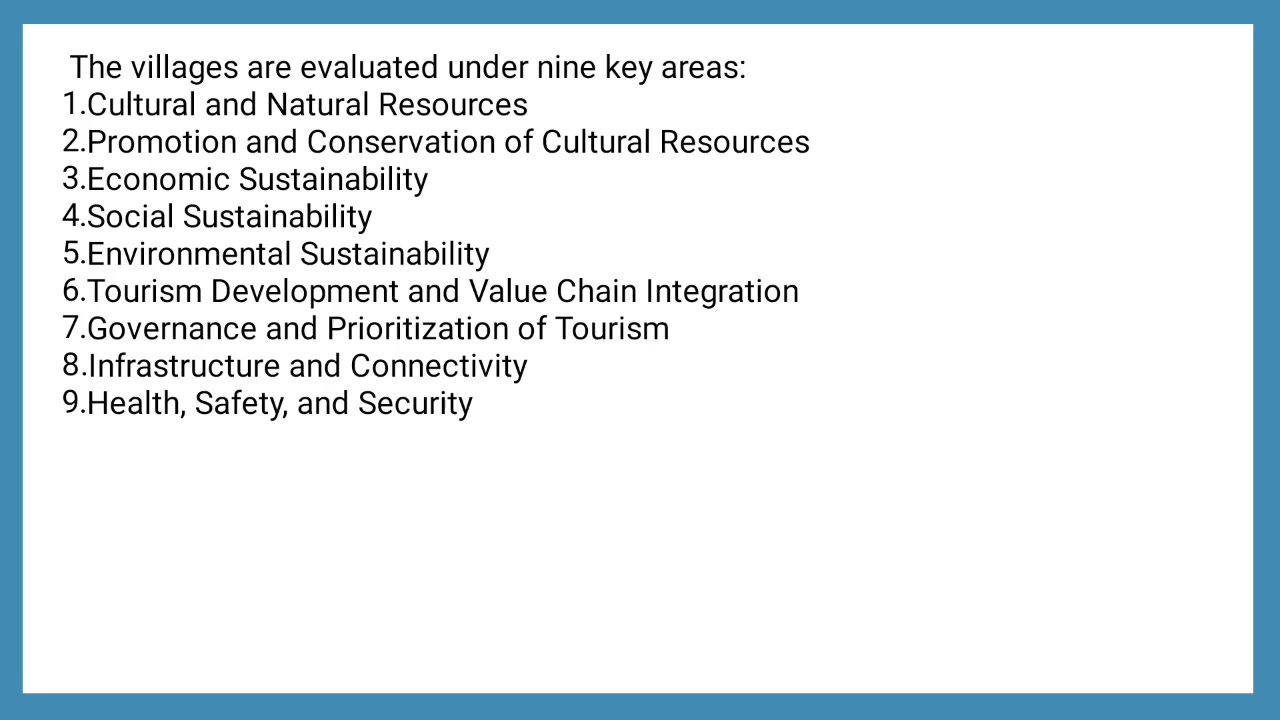 The villages are evaluated under nine key areas:
1.Cultural and Natural Resources
2.Promotion and Conservation of Cultural Resources
3.Economic Sustainability
4.Social Sustainability
5.Environmental Sustainability
6.Tourism Development and Value Chain Integration
7.Governance and Prioritization of Tourism
8.Infrastructure and Connectivity
9.Health, Safety, and Security